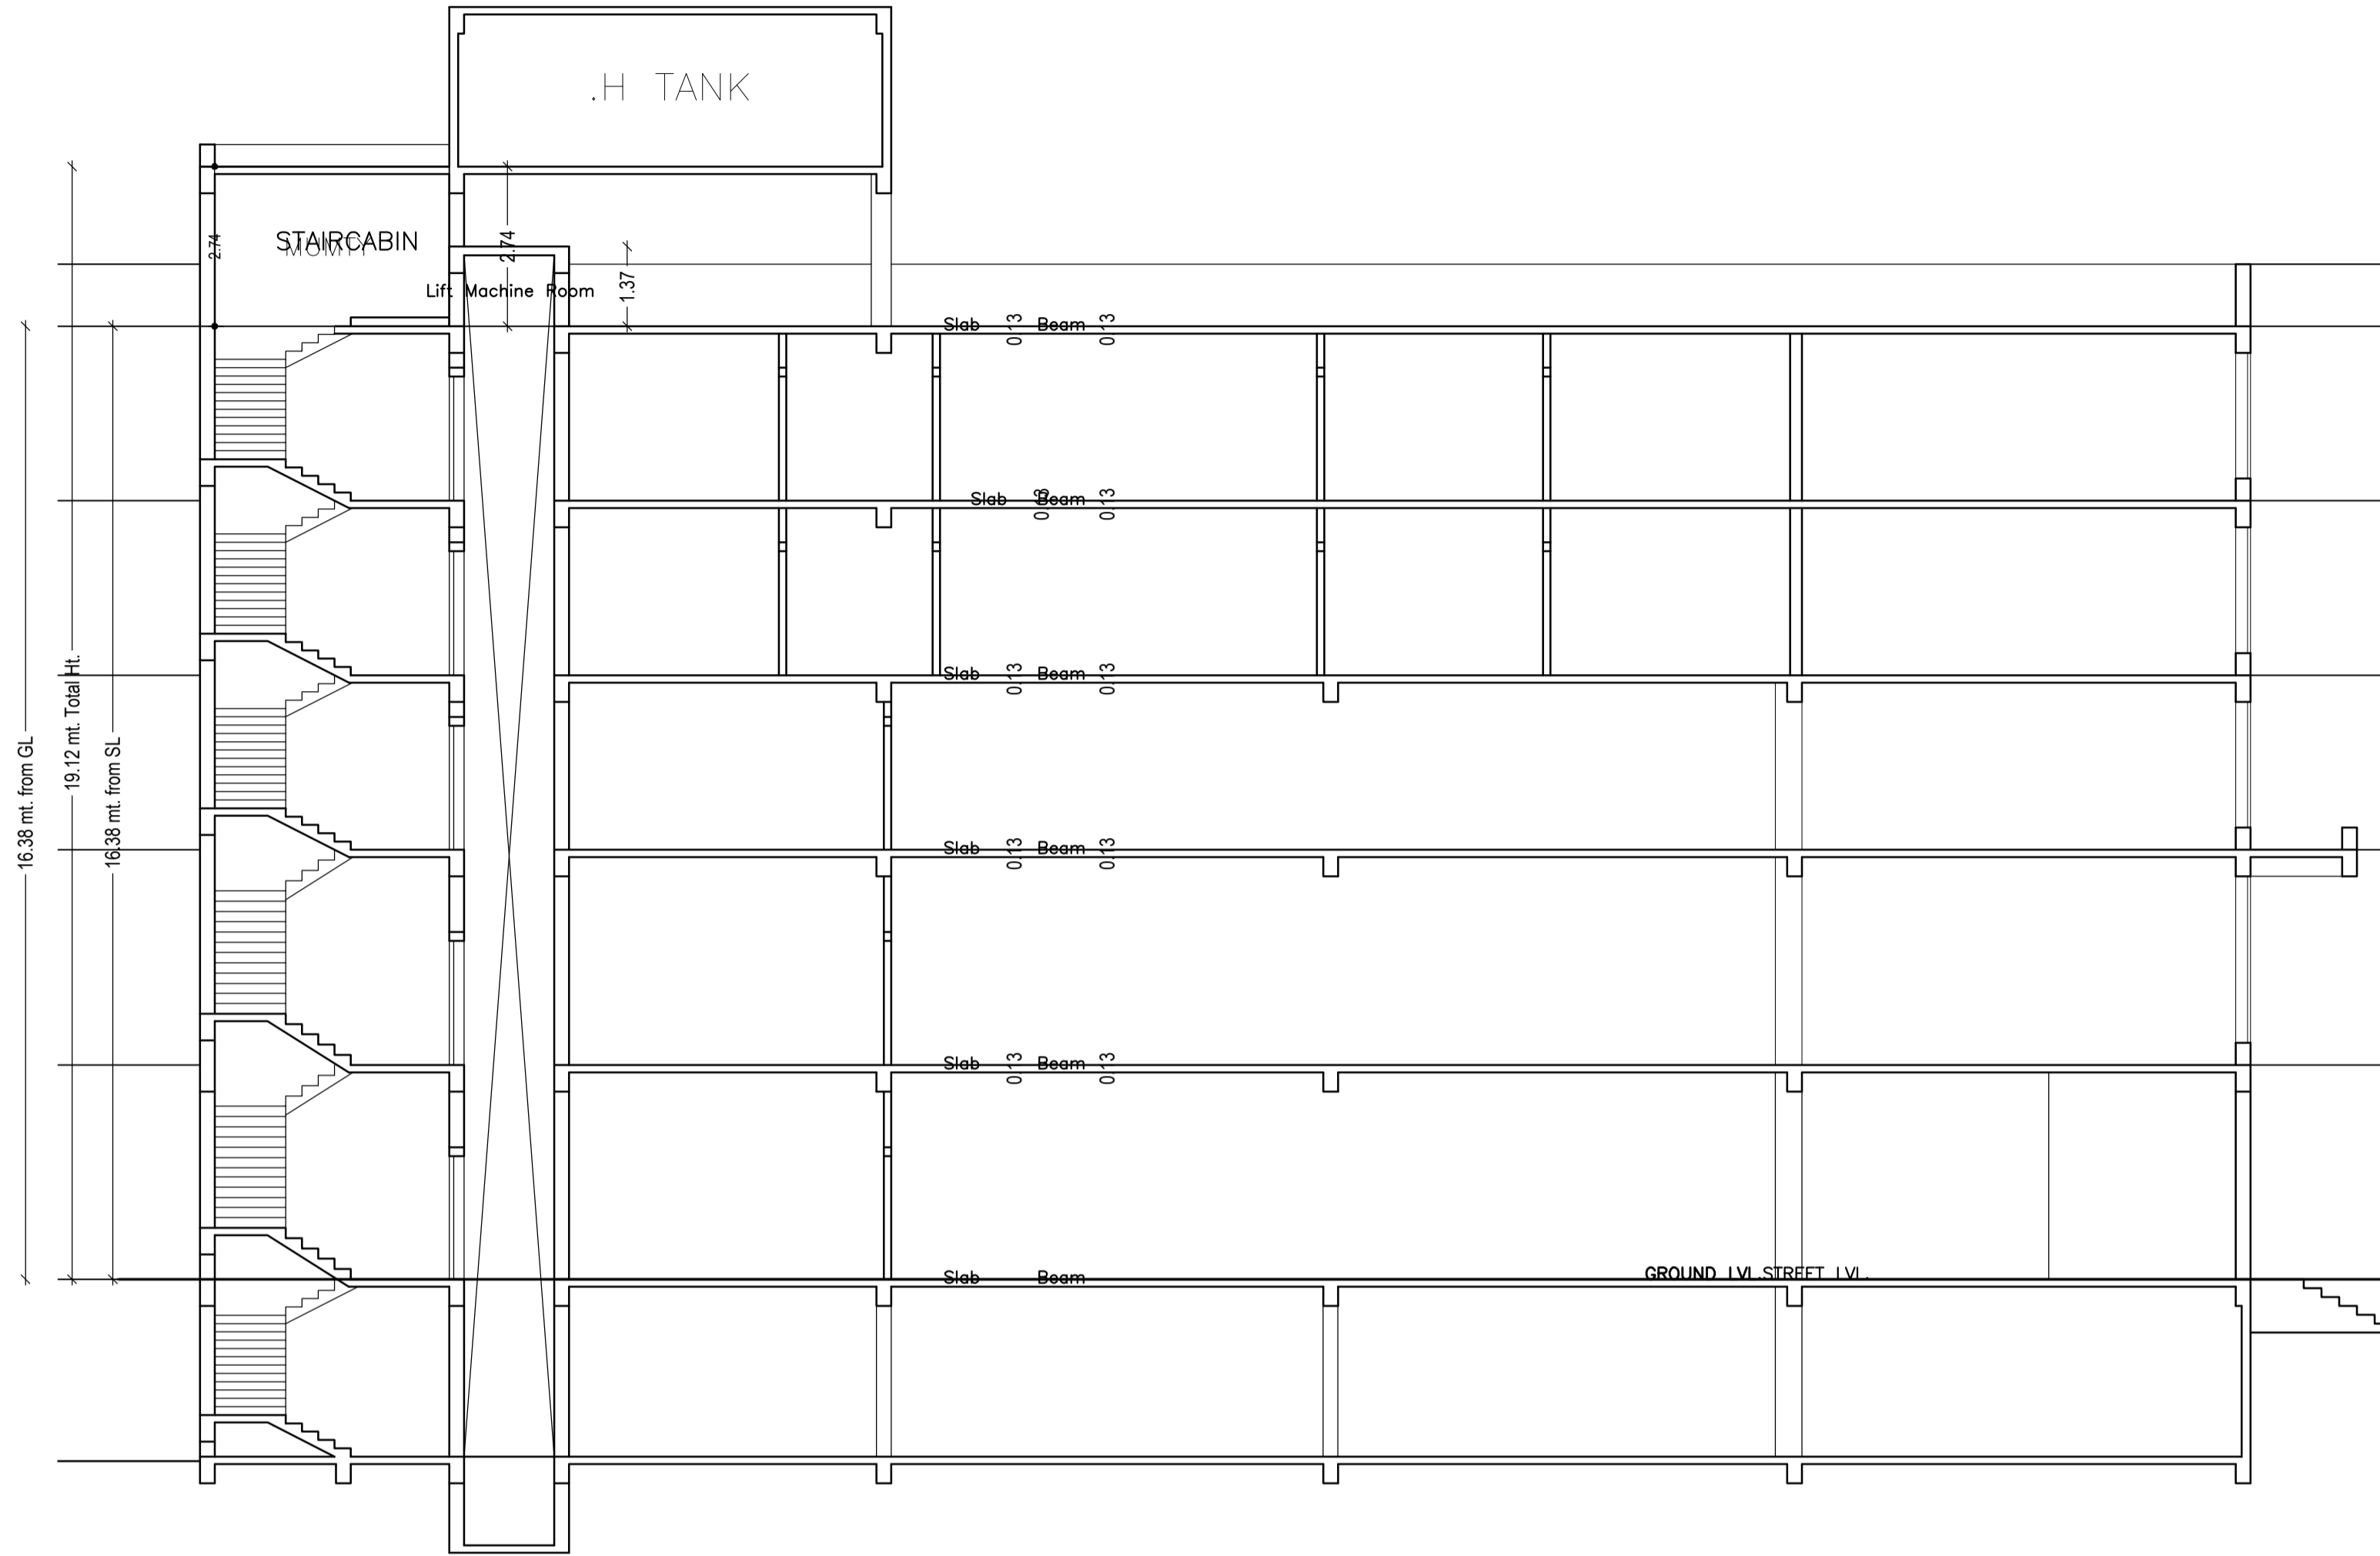 .H TANK
STAIRCABIN
MUMTY
2.74
2.74
1.37
Lift Machine Room
Slab 0.13 Beam 0.13
Slab 0.13 Beam 0.13
Slab 0.13 Beam 0.13
19.12 mt. Total Ht.
16.38 mt. from GL
16.38 mt. from SL
Slab 0.13 Beam 0.13
Slab 0.13 Beam 0.13
Slab Beam
GROUND LVL.STREET LVL.